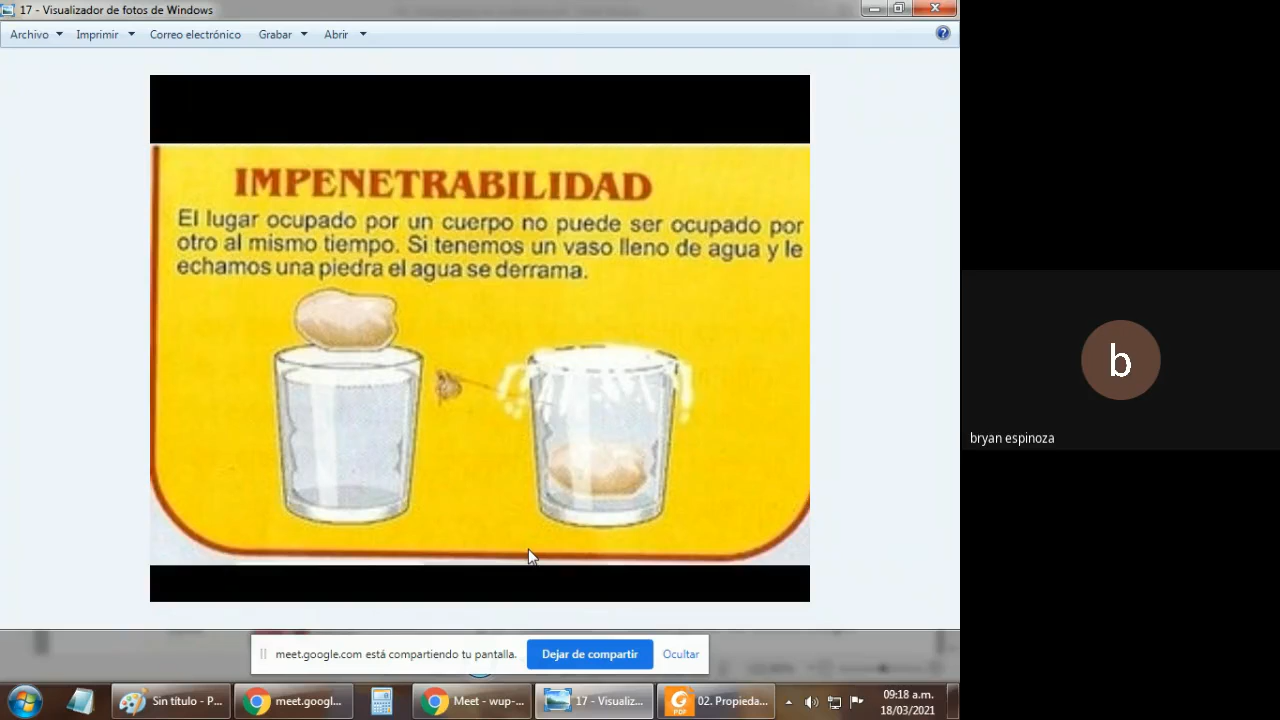 17 - Visualizador de fotos de Windows
Archivo Imprimir Correo electrónico Grabar Abrir
IMPENETRABILIDAD
El lugar ocupado por un cuerpo no puede ser ocupado por
otro al mismo tiempo. Si tenemos un vaso lleno de agua y le
echamos una piedra el agua se derrama.
b
bryan espinoza
meet.google.com está compartiendo tu pantalla. Dejar de compartir Ocultar
Sin título - P... meet.googl... Meet - wup-... 17 - Visualiz... PDF 02. Propieda...
09:18 a.m.
18/03/2021